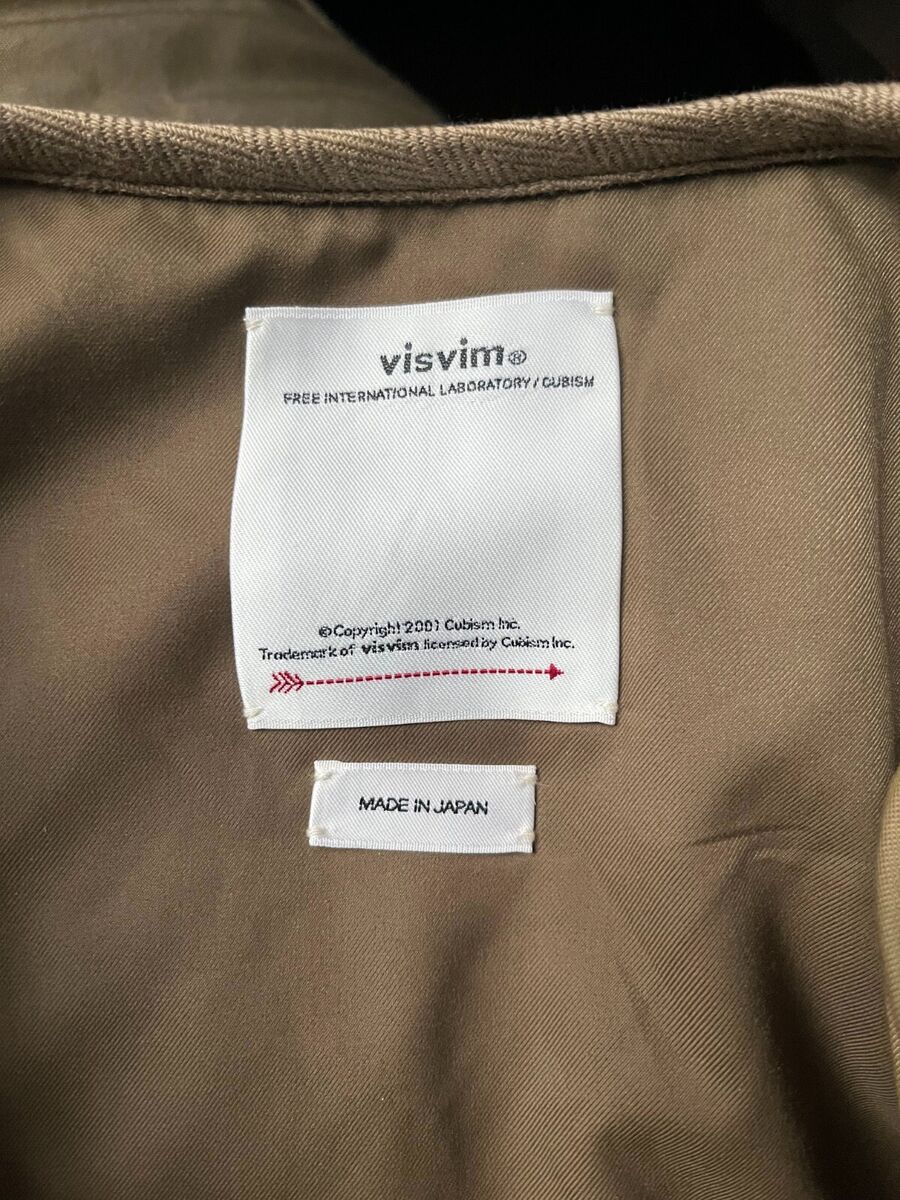 visvim®
FREE INTERNATIONAL LABORATORY / CUBISM
©Copyright 2001 Cubism Inc.
Trademark of visvim licensed by Cubism Inc.
MADE IN JAPAN